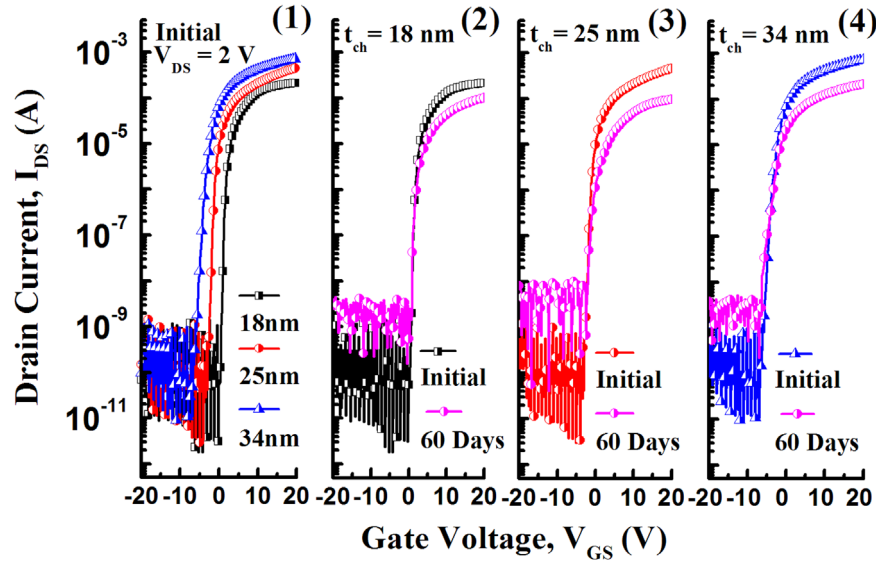 Drain Current, I_DS (A)
10^-3
10^-5
10^-7
10^-9
10^-11
Initial
V_DS = 2 V
(1)
18nm
25nm
34nm
-20 -10 0 10 20
t_ch = 18 nm
(2)
Initial
60 Days
-20 -10 0 10 20
t_ch = 25 nm
(3)
Initial
60 Days
-20 -10 0 10 20
t_ch = 34 nm
(4)
Initial
60 Days
-20 -10 0 10 20
Gate Voltage, V_GS (V)